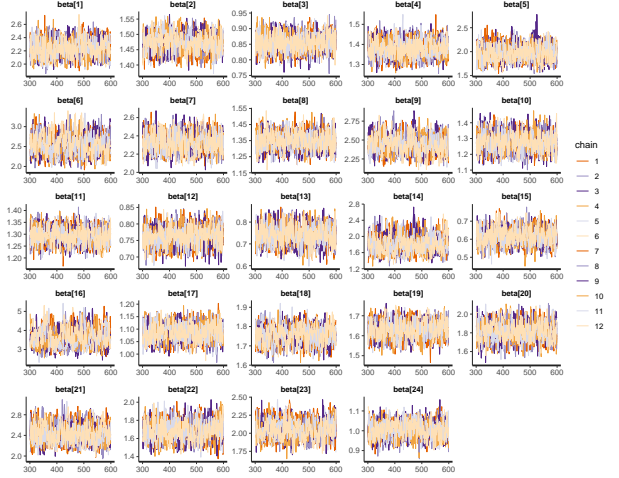 beta[1] beta[2] beta[3] beta[4] beta[5]
2.6 2.4 2.2 2.0
1.55 1.50 1.45 1.40
0.95 0.90 0.85 0.80 0.75
1.5 1.4 1.3
2.5 2.0 1.5
300 400 500 600 300 400 500 600 300 400 500 600 300 400 500 600 300 400 500 600
beta[6] beta[7] beta[8] beta[9] beta[10]
3.0 2.5 2.0
2.6 2.4 2.2 2.0
1.55 1.45 1.35 1.25 1.15
2.75 2.50 2.25
1.4 1.3 1.2 1.1
300 400 500 600 300 400 500 600 300 400 500 600 300 400 500 600 300 400 500 600
chain
1
2
3
4
5
6
7
8
9
10
11
12
beta[11] beta[12] beta[13] beta[14] beta[15]
1.40 1.35 1.30 1.25 1.20
0.85 0.80 0.75 0.70
0.8 0.7 0.6
2.8 2.4 2.0 1.6 1.2
0.7 0.6 0.5 0.4
300 400 500 600 300 400 500 600 300 400 500 600 300 400 500 600 300 400 500 600
beta[16] beta[17] beta[18] beta[19] beta[20]
5 4 3
1.20 1.15 1.10 1.05 1.00
1.9 1.8 1.7 1.6
1.7 1.6 1.5
2.0 1.8 1.6
300 400 500 600 300 400 500 600 300 400 500 600 300 400 500 600 300 400 500 600
beta[21] beta[22] beta[23] beta[24]
2.8 2.4 2.0
2.0 1.8 1.6 1.4
2.50 2.25 2.00 1.75
1.1 1.0 0.9
300 400 500 600 300 400 500 600 300 400 500 600 300 400 500 600